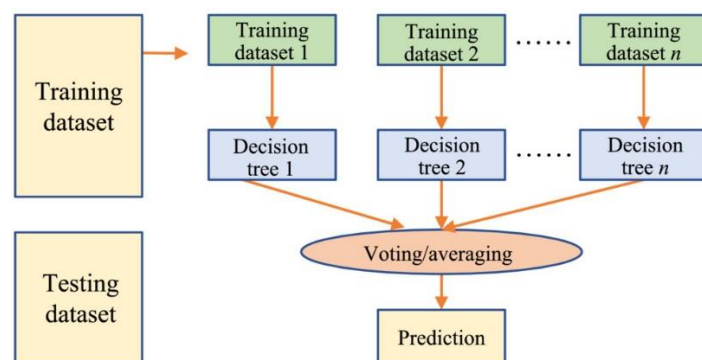 Training
dataset
Training
dataset 1
Training
dataset 2
......
Training
dataset n
Decision
tree 1
Decision
tree 2
......
Decision
tree n
Voting/averaging
Testing
dataset
Prediction